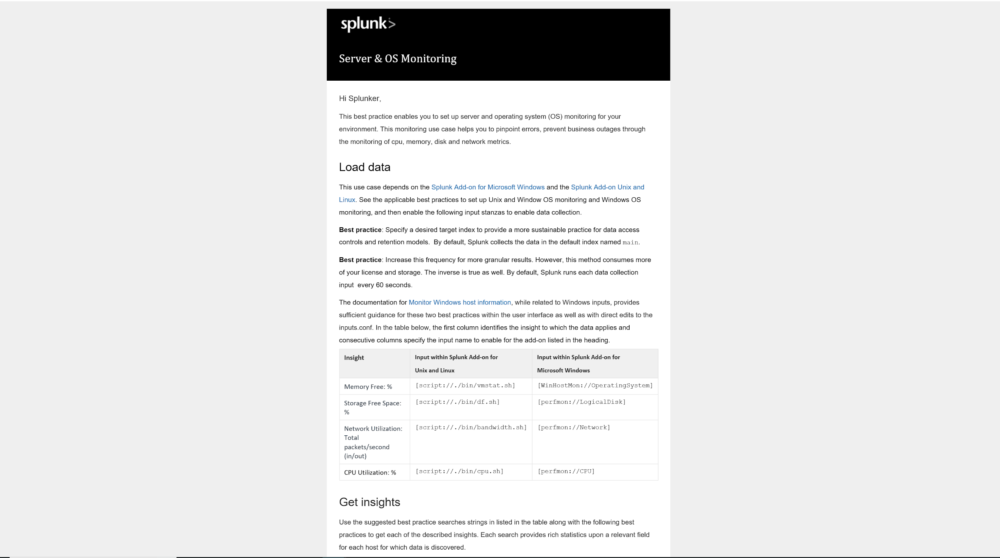 splunk>
Server & OS Monitoring
Hi Splunker,
This best practice enables you to set up server and operating system (OS) monitoring for your
environment. This monitoring use case helps you to pinpoint errors, prevent business outages through
the monitoring of cpu, memory, disk and network metrics.
Load data
This use case depends on the Splunk Add-on for Microsoft Windows and the Splunk Add-on Unix and
Linux. See the applicable best practices to set up Unix and Window OS monitoring and Windows OS
monitoring, and then enable the following input stanzas to enable data collection.
Best practice: Specify a desired target index to provide a more sustainable practice for data access
controls and retention models.  By default, Splunk collects the data in the default index named main.
Best practice: Increase this frequency for more granular results. However, this method consumes more
of your license and storage. The inverse is true as well. By default, Splunk runs each data collection
input  every 60 seconds.
The documentation for Monitor Windows host information, while related to Windows inputs, provides
sufficient guidance for these two best practices within the user interface as well as with direct edits to the
inputs.conf. In the table below, the first column identifies the insight to which the data applies and
consecutive columns specify the input name to enable for the add-on listed in the heading.
Insight
Input within Splunk Add-on for
Unix and Linux
Input within Splunk Add-on for
Microsoft Windows
Memory Free: %
[script://./bin/vmstat.sh]
[WinHostMon://OperatingSystem]
Storage Free Space:
%
[script://./bin/df.sh]
[perfmon://LogicalDisk]
Network Utilization:
Total
packets/second
(in/out)
[script://./bin/bandwidth.sh]
[perfmon://Network]
CPU Utilization: %
[script://./bin/cpu.sh]
[perfmon://CPU]
Get insights
Use the suggested best practice searches strings in listed in the table along with the following best
practices to get each of the described insights. Each search provides rich statistics upon a relevant field
for each host for which data is discovered.